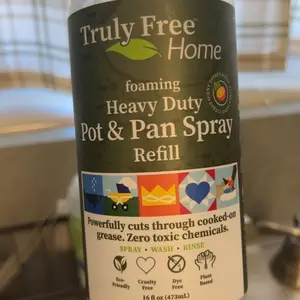 Truly Free
Home
foaming
Heavy Duty
Pot & Pan Spray
Refill
Powerfully cuts through cooked-on
grease. Zero toxic chemicals.
SPRAY • WASH • RINSE
Eco-
Friendly
Cruelty
Free
Dye
Free
Plant
Based
16 fl oz (473mL)